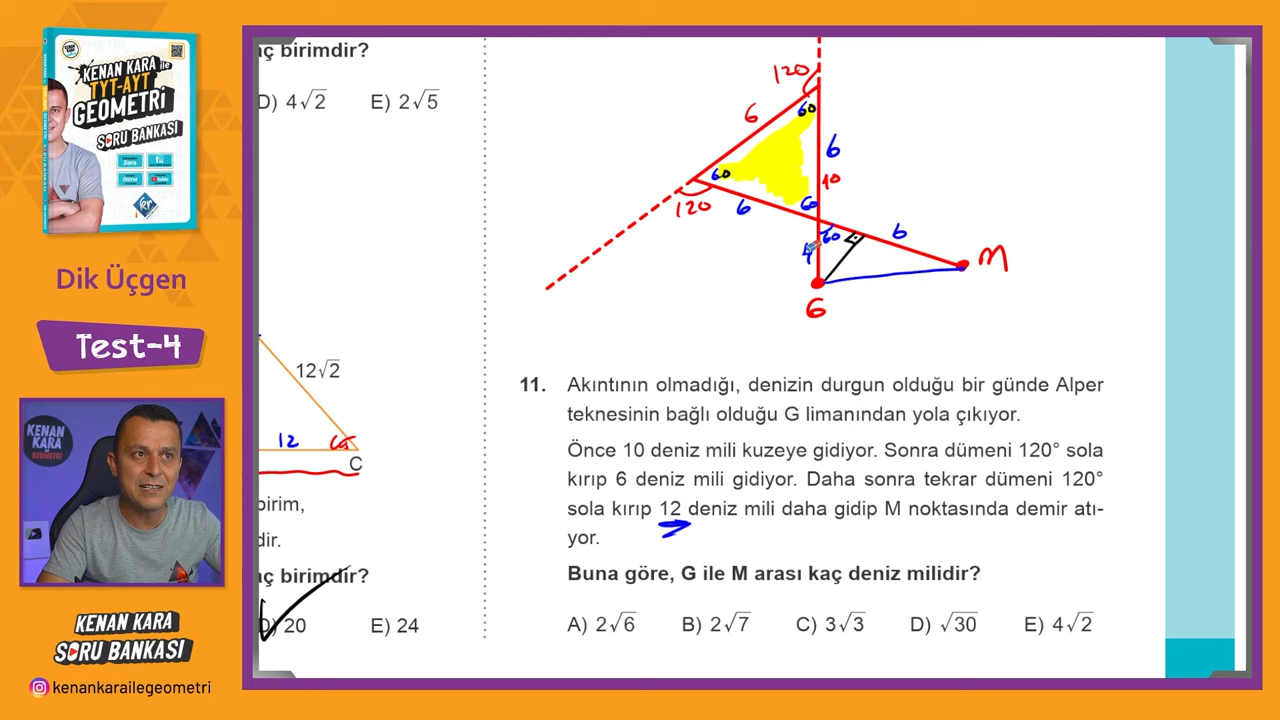 KENAN KARA ile
TYT-AYT
GEOMETRİ
SORU BANKASI
Dik Üçgen
Test-4
KENAN
KARA
GEOMETRİ
KENAN KARA
SORU BANKASI
kenankarailegeometri
aç birimdir?
D) 4√2 E) 2√5
12√2
12
C
birim,
dir.
aç birimdir?
D) 20 E) 24
120
6
60
6
60
10
120
6
60
60
6
4
M
G
11. Akıntının olmadığı, denizin durgun olduğu bir günde Alper
teknesinin bağlı olduğu G limanından yola çıkıyor.
Önce 10 deniz mili kuzeye gidiyor. Sonra dümeni 120° sola
kırıp 6 deniz mili gidiyor. Daha sonra tekrar dümeni 120°
sola kırıp 12 deniz mili daha gidip M noktasında demir atı-
yor.
Buna göre, G ile M arası kaç deniz milidir?
A) 2√6 B) 2√7 C) 3√3 D) √30 E) 4√2